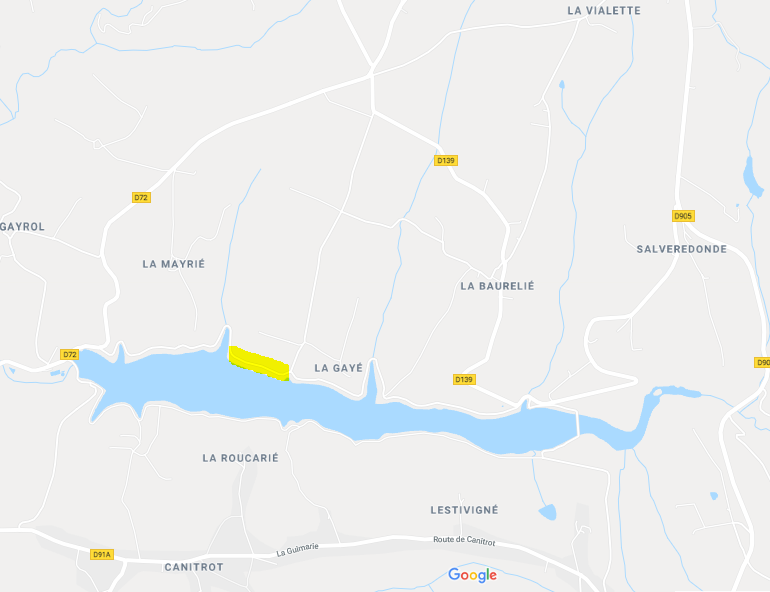 LA VIALETTE
D139
D72
D905
GAYROL
SALVEREDONDE
LA MAYRIÉ
LA BAURELIÉ
D72
D90
LA GAYÉ
D139
LA ROUCARIÉ
LESTIVIGNÉ
Route de Canitrot
La Guimarie
D91A
CANITROT
Google